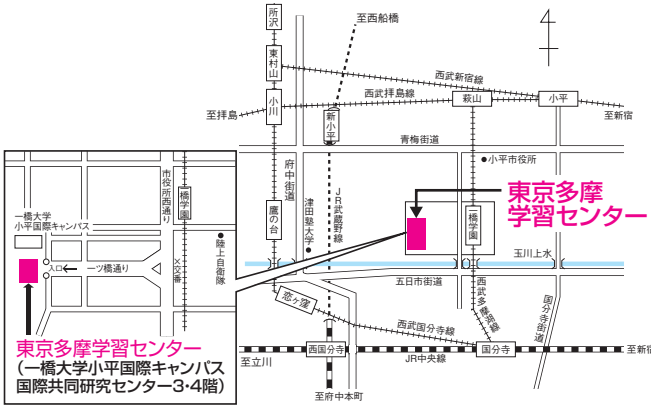 所沢
至西船橋
東村山
西武新宿線
西武拝島線
萩山
小平
至拝島
小川
新小平
至新宿
青梅街道
小平市役所
府中街道
東京多摩
学習センター
JR武蔵野線
津田塾大学
鷹の台
一橋学園
玉川上水
五日市街道
恋ヶ窪
西武多摩湖線
国分寺街道
西武国分寺線
西国分寺
国分寺
至立川
JR中央線
至新宿
至府中本町
市役所西通り
一橋学園
一橋大学
小平国際キャンパス
入口
一ツ橋通り
X交番
陸上自衛隊
東京多摩学習センター
(一橋大学小平国際キャンパス
国際共同研究センター3・4階)